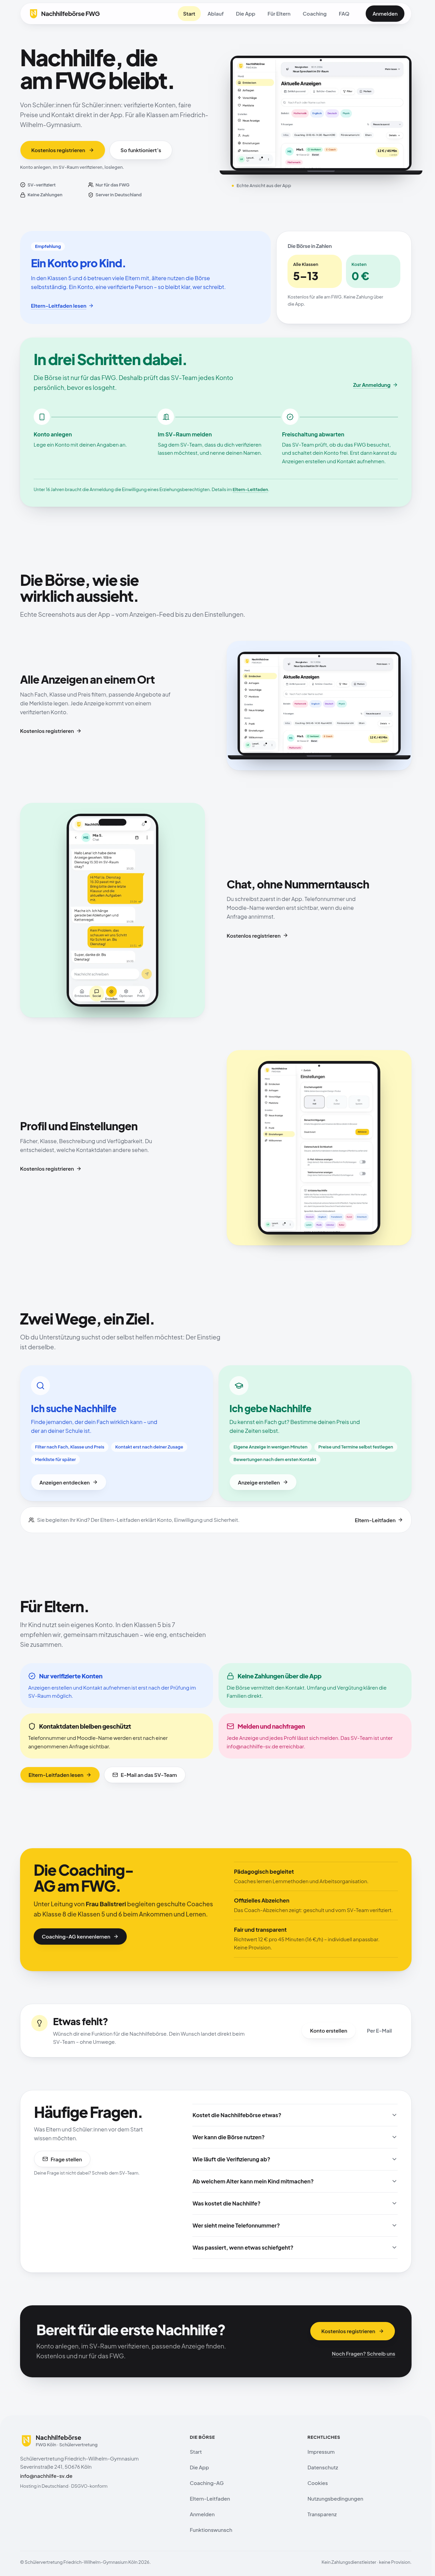 Nachhilfebörse FWG
Start
Ablauf
Die App
Für Eltern
Coaching
FAQ
Anmelden
Nachhilfe, die
am FWG bleibt.
Von Schüler:innen für Schüler:innen: verifizierte Konten, faire
Preise und Kontakt direkt in der App. Für alle Klassen am Friedrich-
Wilhelm-Gymnasium.
Kostenlos registrieren
So funktioniert's
Konto anlegen, im SV-Raum verifizieren, loslegen.
SV-verifiziert
Nur für das FWG
Keine Zahlungen
Server in Deutschland
Aktuelle Anzeigen
Echte Ansicht aus der App
Empfehlung
Ein Konto pro Kind.
In den Klassen 5 und 6 betreuen viele Eltern mit, ältere nutzen die Börse
selbstständig. Ein Konto, eine verifizierte Person – so bleibt klar, wer schreibt.
Eltern-Leitfaden lesen
Die Börse in Zahlen
Alle Klassen
5–13
Kosten
0 €
Kostenlos für alle am FWG. Keine Zahlung über
die App.
In drei Schritten dabei.
Die Börse ist nur für das FWG. Deshalb prüft das SV-Team jedes Konto
persönlich, bevor es losgeht.
Zur Anmeldung
Konto anlegen
Lege ein Konto mit deinen Angaben an.
Im SV-Raum melden
Sag dem SV-Team, dass du dich verifizieren
lassen möchtest, und nenne deinen Namen.
Freischaltung abwarten
Das SV-Team prüft, ob du das FWG besuchst,
und schaltet dein Konto frei. Erst dann kannst du
Anzeigen erstellen und Kontakt aufnehmen.
Unter 16 Jahren braucht die Anmeldung die Einwilligung eines Erziehungsberechtigten. Details im Eltern-Leitfaden.
Die Börse, wie sie
wirklich aussieht.
Echte Screenshots aus der App – vom Anzeigen-Feed bis zu den Einstellungen.
Alle Anzeigen an einem Ort
Nach Fach, Klasse und Preis filtern, passende Angebote auf
der Merkliste legen. Jede Anzeige kommt von einem
verifizierten Konto.
Kostenlos registrieren
Aktuelle Anzeigen
Chat, ohne Nummerntausch
Du schreibst zuerst in der App. Telefonnummer und
Moodle-Name werden erst sichtbar, wenn du eine
Anfrage annimmst.
Kostenlos registrieren
Profil und Einstellungen
Fächer, Klasse, Beschreibung und Verfügbarkeit. Du
entscheidest, welche Kontaktdaten andere sehen.
Kostenlos registrieren
Einstellungen
Zwei Wege, ein Ziel.
Ob du Unterstützung suchst oder selbst helfen möchtest: Der Einstieg
ist derselbe.
Ich suche Nachhilfe
Finde jemanden, der dein Fach wirklich kann – und
der an deiner Schule ist.
Filter nach Fach, Klasse und Preis
Kontakt erst nach deiner Zusage
Merkliste für später
Anzeigen entdecken
Ich gebe Nachhilfe
Du kennst ein Fach gut? Bestimme deinen Preis und
deine Zeiten selbst.
Eigene Anzeige in wenigen Minuten
Preise und Termine selbst festlegen
Bewertungen nach dem ersten Kontakt
Anzeige erstellen
Sie begleiten Ihr Kind? Der Eltern-Leitfaden erklärt Konto, Einwilligung und Sicherheit.
Eltern-Leitfaden
Für Eltern.
Ihr Kind nutzt sein eigenes Konto. In den Klassen 5 bis 7
empfehlen wir, gemeinsam mitzuschauen – wie eng, entscheiden
Sie zusammen.
Nur verifizierte Konten
Anzeigen erstellen und Kontakt aufnehmen ist erst nach der Prüfung im
SV-Raum möglich.
Keine Zahlungen über die App
Die Börse vermittelt den Kontakt. Umfang und Vergütung klären die
Familien direkt.
Kontaktdaten bleiben geschützt
Telefonnummer und Moodle-Name werden erst nach einer
angenommenen Anfrage sichtbar.
Melden und nachfragen
Jede Anzeige und jedes Profil lässt sich melden. Das SV-Team ist unter
info@nachhilfe-sv.de erreichbar.
Eltern-Leitfaden lesen
E-Mail an das SV-Team
Die Coaching-
AG am FWG.
Unter Leitung von Frau Balistreri begleiten geschulte Coaches
ab Klasse 8 die Klassen 5 und 6 beim Ankommen und Lernen.
Coaching-AG kennenlernen
Pädagogisch begleitet
Coaches lernen Lernmethoden und Arbeitsorganisation.
Offizielles Abzeichen
Das Coach-Abzeichen zeigt: geschult und vom SV-Team verifiziert.
Fair und transparent
Richtwert 12 € pro 45 Minuten (16 €/h) – individuell anpassbar.
Keine Provision.
Etwas fehlt?
Wünsch dir eine Funktion für die Nachhilfebörse. Dein Wunsch landet direkt beim
SV-Team – ohne Umwege.
Konto erstellen
Per E-Mail
Häufige Fragen.
Was Eltern und Schüler:innen vor dem Start
wissen möchten.
Frage stellen
Deine Frage ist nicht dabei? Schreib dem SV-Team.
Kostet die Nachhilfebörse etwas?
Wer kann die Börse nutzen?
Wie läuft die Verifizierung ab?
Ab welchem Alter kann mein Kind mitmachen?
Was kostet die Nachhilfe?
Wer sieht meine Telefonnummer?
Was passiert, wenn etwas schiefgeht?
Bereit für die erste Nachhilfe?
Konto anlegen, im SV-Raum verifizieren, passende Anzeige finden.
Kostenlos und nur für das FWG.
Kostenlos registrieren
Noch Fragen? Schreib uns
Nachhilfebörse
FWG Köln · Schülervertretung
Schülervertretung Friedrich-Wilhelm-Gymnasium
Severinstraße 241, 50676 Köln
info@nachhilfe-sv.de
Hosting in Deutschland · DSGVO-konform
DIE BÖRSE
Start
Die App
Coaching-AG
Eltern-Leitfaden
Anmelden
Funktionswunsch
RECHTLICHES
Impressum
Datenschutz
Cookies
Nutzungsbedingungen
Transparenz
© Schülervertretung Friedrich-Wilhelm-Gymnasium Köln 2026
Kein Zahlungsdienstleister · keine Provision.